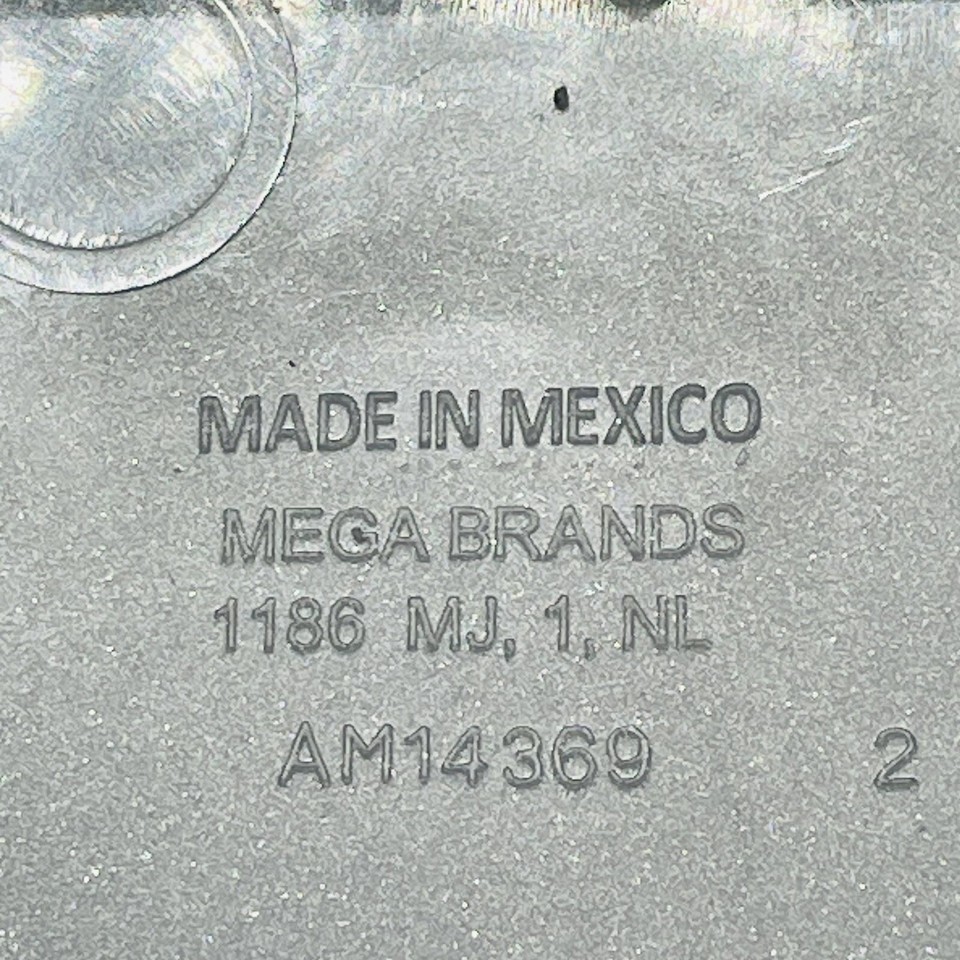 MADE IN MEXICO
MEGA BRANDS
1186 MJ, 1, NL
AM14369 2